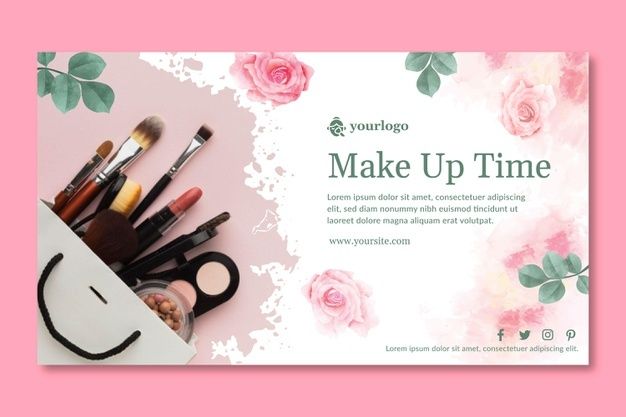 yourlogo
Make Up Time
Lorem ipsum dolor sit amet, consectetur adipiscing
elit, sed diam nonummy nibh euismod tincidunt ut
laoreet dolore magna aliquam erat volutpat.
www.yoursite.com
Lorem ipsum dolor sit amet, consectetuer adipiscing elit.